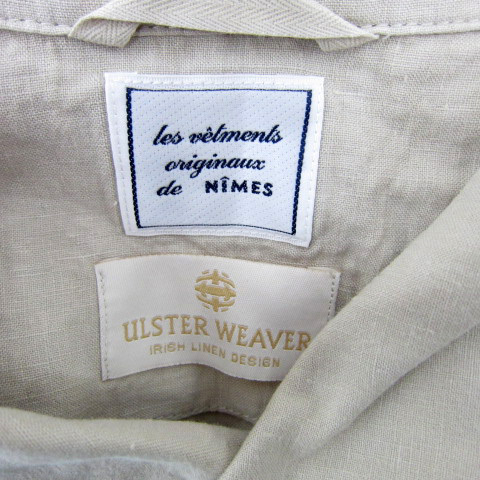 les vêtments
originaux
de NÎMES
ULSTER WEAVER
IRISH LINEN DESIGN